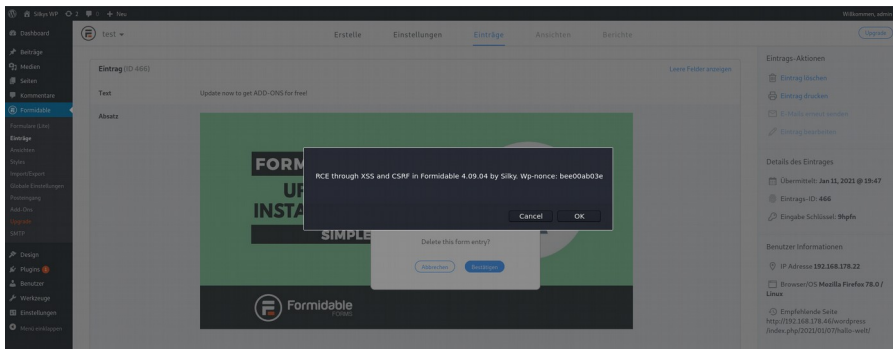 Silkys WP
1
+ New
Willkommen, admin
Dashboard
test
Erstelle
Einstellungen
Einträge
Ansichten
Berichte
Upgrade
Beiträge
Medien
Seiten
Kommentare
Formidable
Formulare (Lite)
Einträge
Ansichten
Styles
Import/Export
Globale Einstellungen
Add-Ons
Upgrade
SMTP
Design
Plugins 1
Benutzer
Werkzeuge
Einstellungen
Menü einklappen
Eintrag (ID 466)
Leere Felder anzeigen
Test
Update now to get ADD-ONS for free!
Absatz
FORM
UP
INSTA
SIMPLE
RCE through XSS and CSRF in Formidable 4.09.04 by Silky. Wp-nonce: bee00ab03e
Cancel
OK
Delete this form entry?
Abbrechen
Bestätigen
Formidable
FORMS
Eintrags-Aktionen
Eintrag löschen
Eintrag drucken
E-Mails erneut senden
Eintrag bearbeiten
Details des Eintrages
Übermittelt: Jan 11, 2021 @ 19:47
Eintrags-ID: 466
Eingabe Schlüssel: 9hpfn
Benutzer Informationen
IP Adresse 192.168.178.22
Browser/OS Mozilla Firefox 78.0 /
Linux
Empfehlende Seite
http://192.168.178.46/wordpress
/index.php/2021/01/07/hallo-welt/